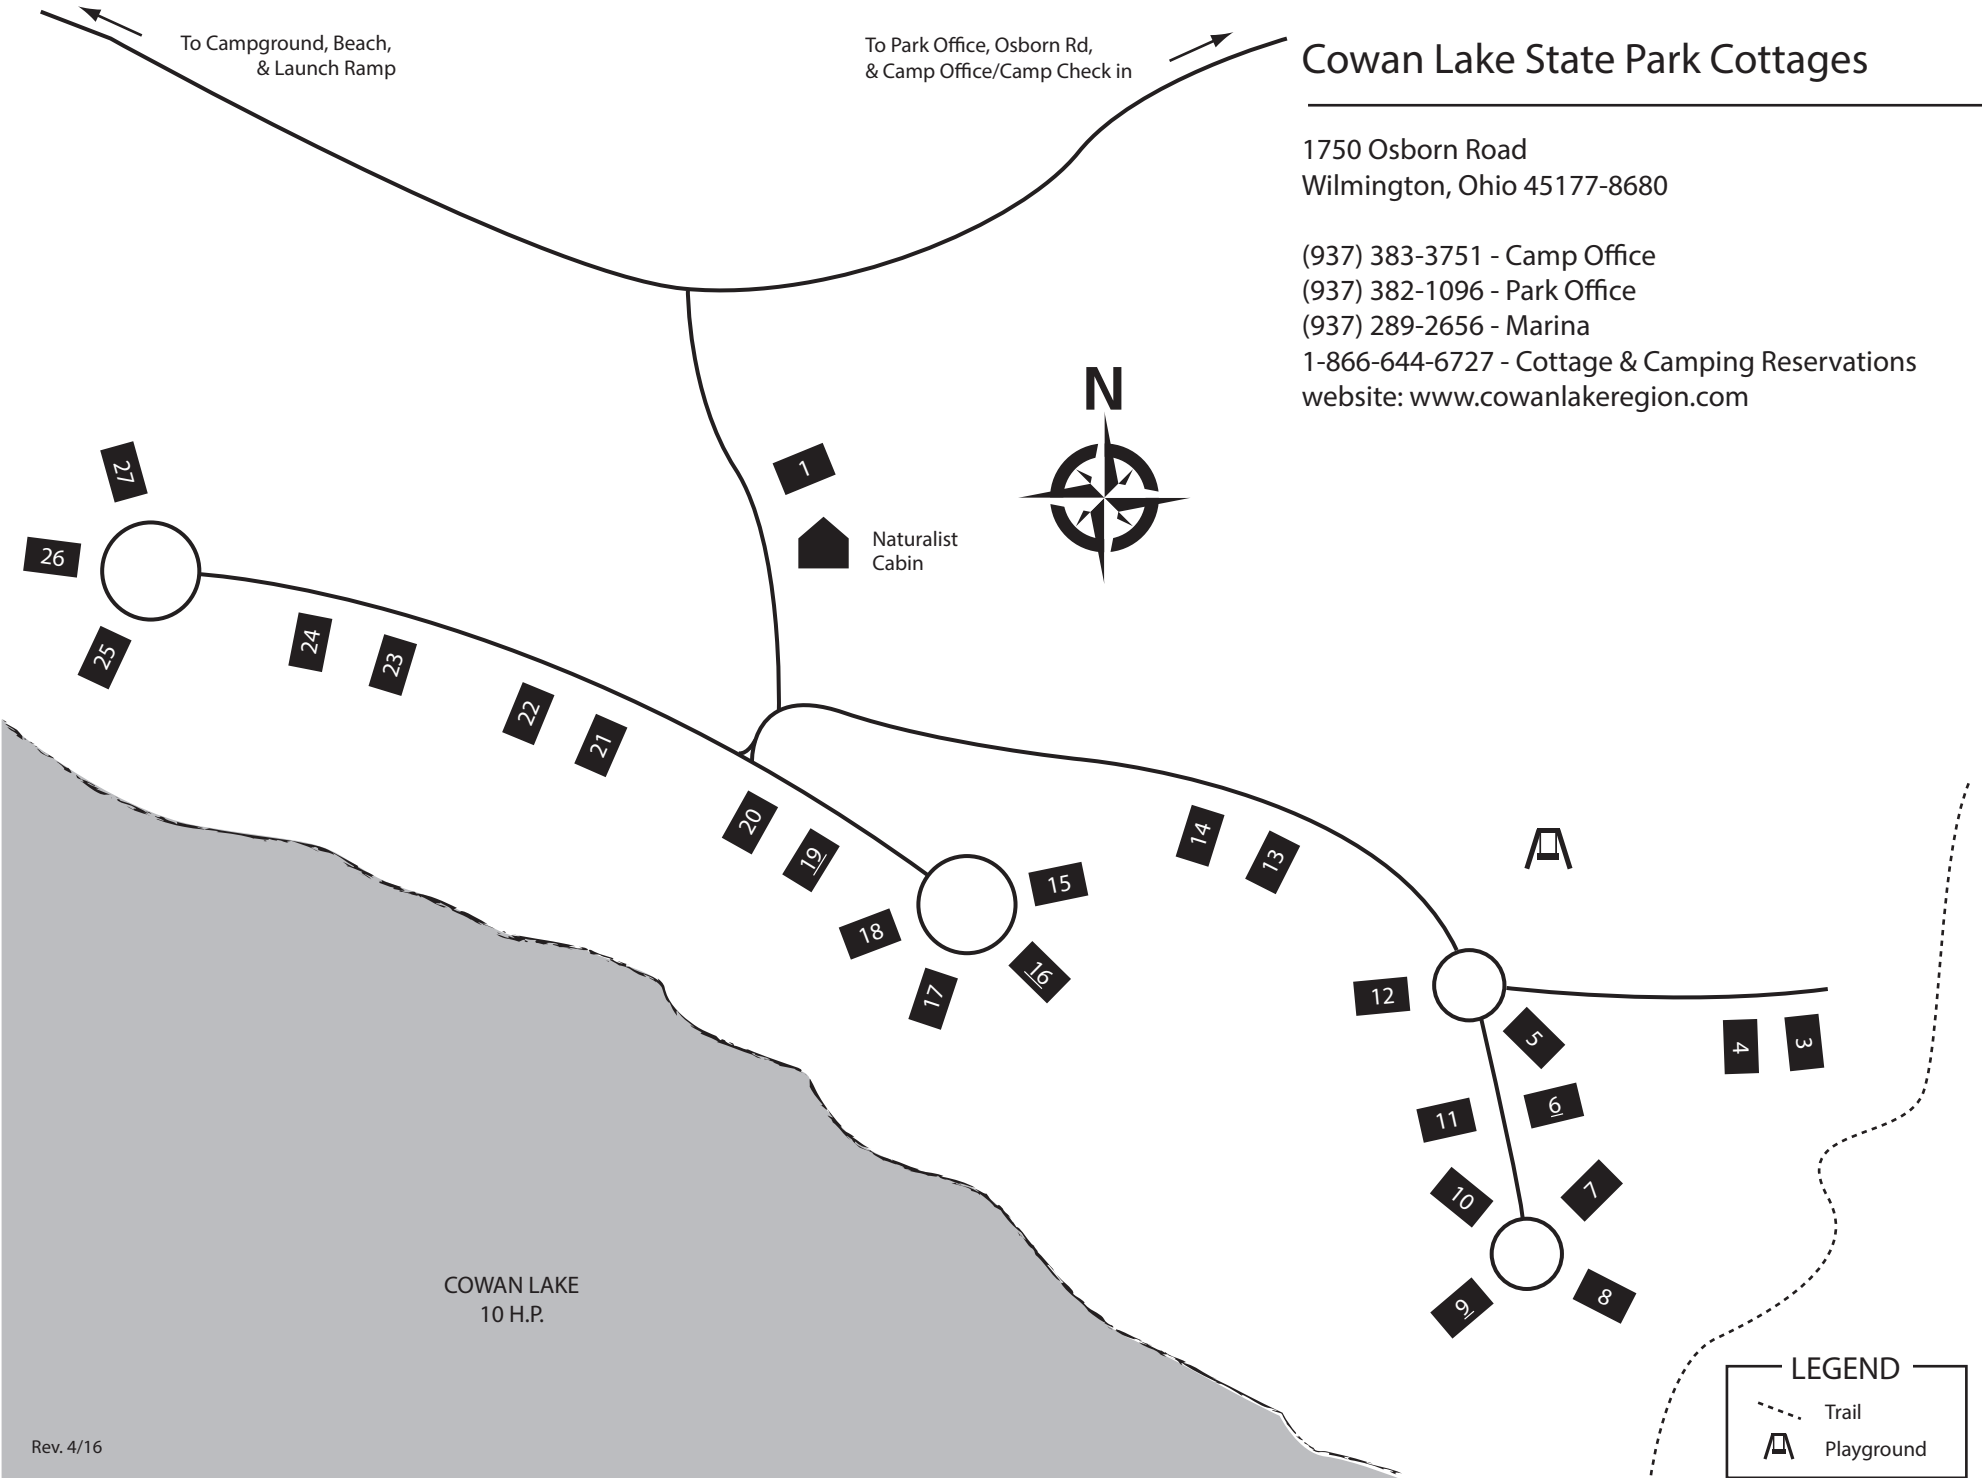 To Campground, Beach,
& Launch Ramp
To Park Office, Osborn Rd,
& Camp Office/Camp Check in
Cowan Lake State Park Cottages
1750 Osborn Road
Wilmington, Ohio 45177-8680
(937) 383-3751 - Camp Office
(937) 382-1096 - Park Office
(937) 289-2656 - Marina
1-866-644-6727 - Cottage & Camping Reservations
website: www.cowanlakeregion.com
N
1
Naturalist
Cabin
27
26
25
24
23
22
21
20
19
18
17
16
15
14
13
12
11
10
9
8
7
6
5
4
3
COWAN LAKE
10 H.P.
LEGEND
Trail
Playground
Rev. 4/16